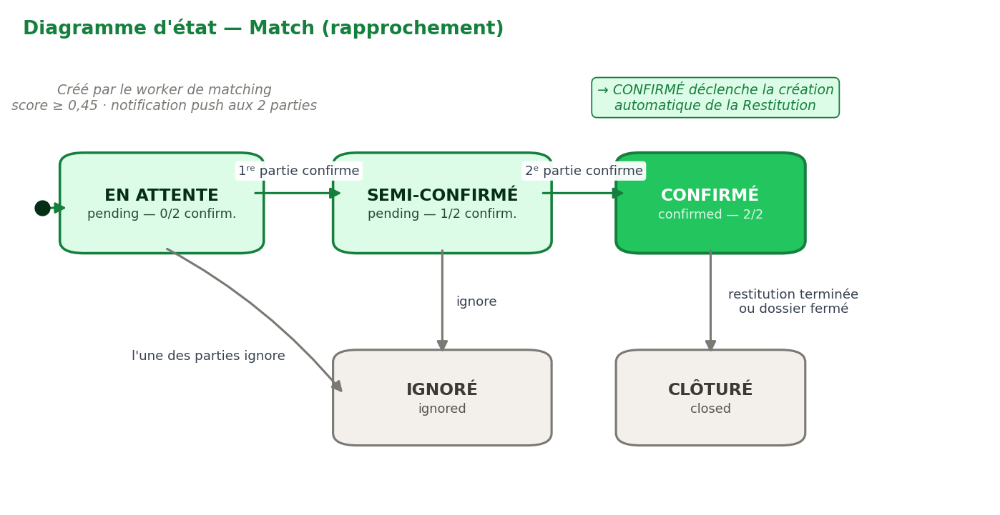 Diagramme d'état — Match (rapprochement)
Créé par le worker de matching
score ≥ 0,45 · notification push aux 2 parties
→ CONFIRMÉ déclenche la création
automatique de la Restitution
1ʳᵉ partie confirme
2ᵉ partie confirme
EN ATTENTE
pending — 0/2 confirm.
SEMI-CONFIRMÉ
pending — 1/2 confirm.
CONFIRMÉ
confirmed — 2/2
ignore
restitution terminée
ou dossier fermé
l'une des parties ignore
IGNORÉ
ignored
CLÔTURÉ
closed